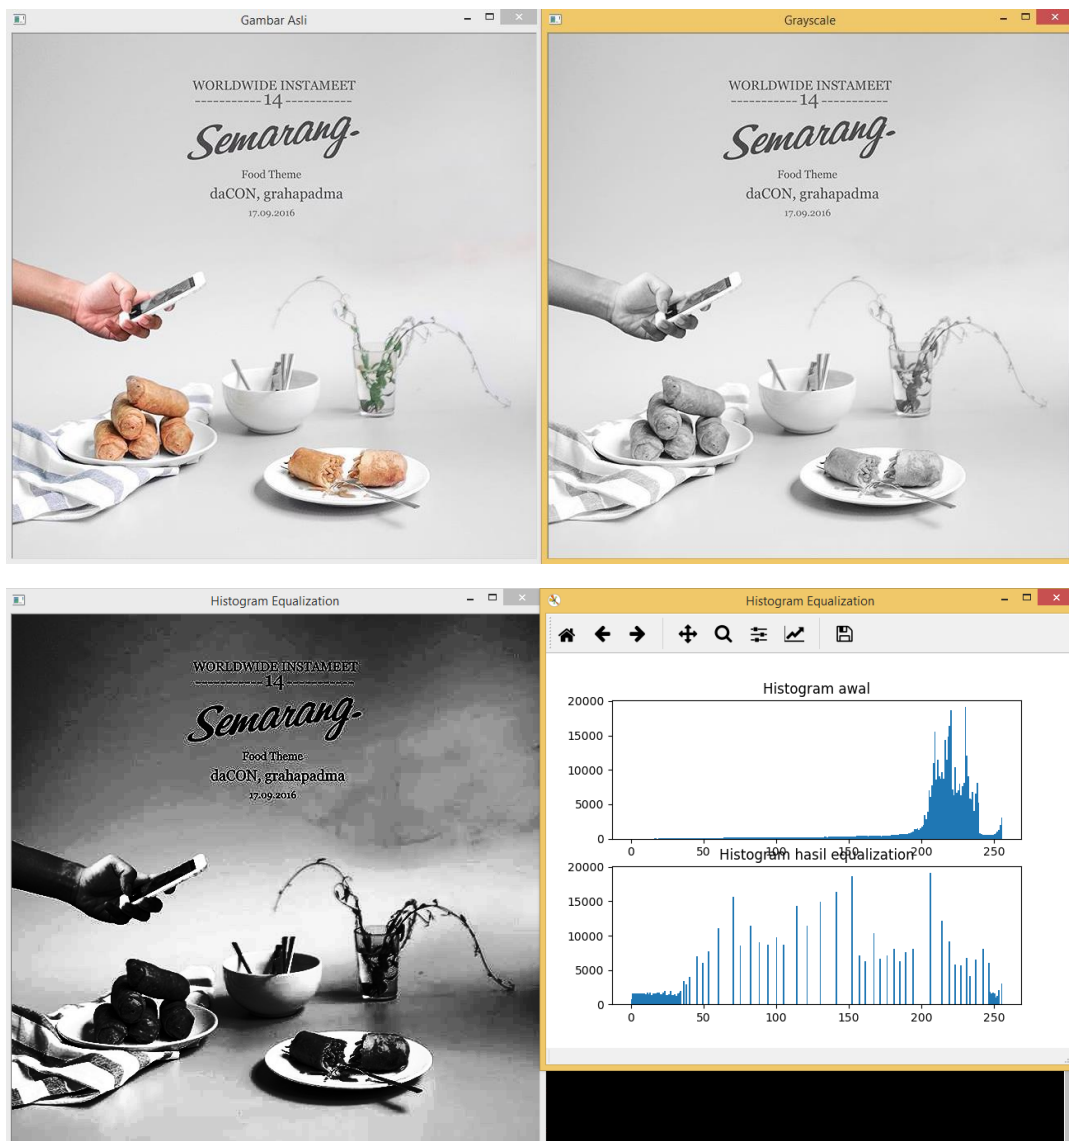 Gambar Asli
WORLDWIDE INSTAMEET
-----------14-----------
Semarang.
Food Theme
daCON, grahapadma
17.09.2016
Grayscale
WORLDWIDE INSTAMEET
-----------14-----------
Semarang.
Food Theme
daCON, grahapadma
17.09.2016
Histogram Equalization
WORLDWIDE INSTAMEET
-----------14-----------
Semarang.
Food Theme
daCON, grahapadma
17.09.2016
Histogram Equalization
Histogram awal
20000
15000
10000
5000
0
0 50 100 150 200 250
Histogram hasil equalization
20000
15000
10000
5000
0
0 50 100 150 200 250